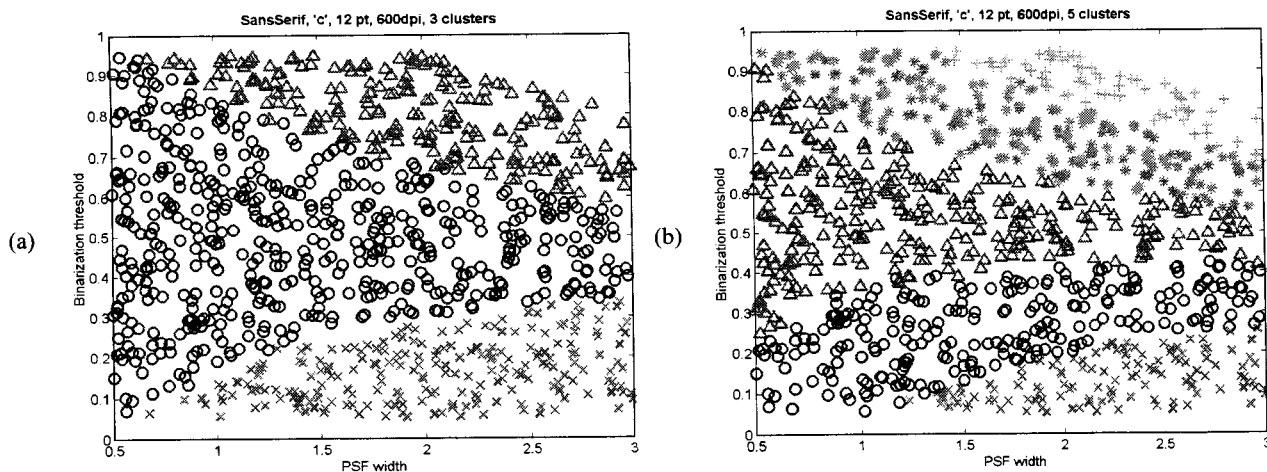 SansSerif, 'c', 12 pt, 600dpi, 3 clusters
1
0.9
0.8
0.7
0.6
0.5
0.4
0.3
0.2
0.1
0
Binarization threshold
0.5 1 1.5 2 2.5 3
PSF width
(a)
SansSerif, 'c', 12 pt, 600dpi, 5 clusters
1
0.9
0.8
0.7
0.6
0.5
0.4
0.3
0.2
0.1
0
Binarization threshold
0.5 1 1.5 2 2.5 3
PSF width
(b)